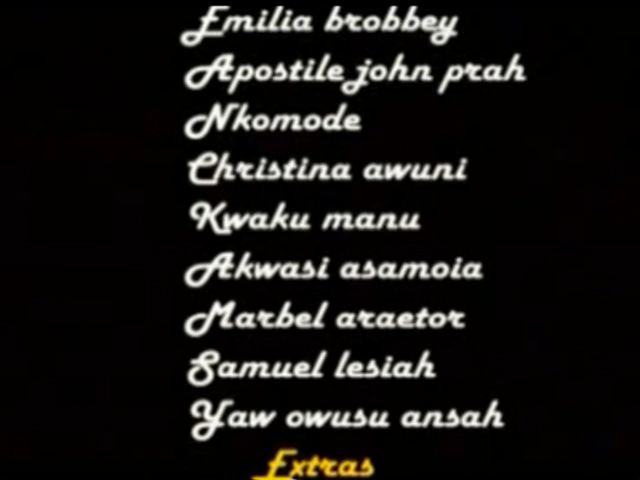 Emilia brobbey
Apostile john prah
Nkomode
Christina awuni
Kwaku manu
Akwasi asamoia
Marbel araetor
Samuel lesiah
Yaw owusu ansah
Extras